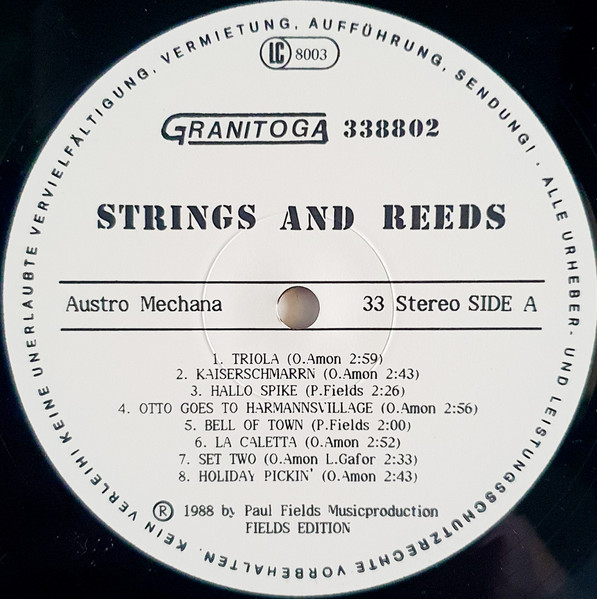 ALLE URHEBER- UND LEISTUNGSSCHUTZRECHTE VORBEHALTEN. KEIN VERLEIH! KEINE UNERLAUBTE VERVIELFÄLTIGUNG, VERMIETUNG, AUFFÜHRUNG, SENDUNG! ·
LC 8003
GRANITOGA 338802
STRINGS AND REEDS
Austro Mechana 33 Stereo SIDE A
1. TRIOLA (O.Amon 2:59)
2. KAISERSCHMARRN (O.Amon 2:43)
3. HALLO SPIKE (P.Fields 2:26)
4. OTTO GOES TO HARMANNSVILLAGE (O.Amon 2:56)
5. BELL OF TOWN (P.Fields 2:00)
6. LA CALETTA (O.Amon 2:52)
7. SET TWO (O.Amon L.Gafor 2:33)
8. HOLIDAY PICKIN' (O.Amon 2:43)
Ⓡ 1988 by Paul Fields Musicproduction
FIELDS EDITION